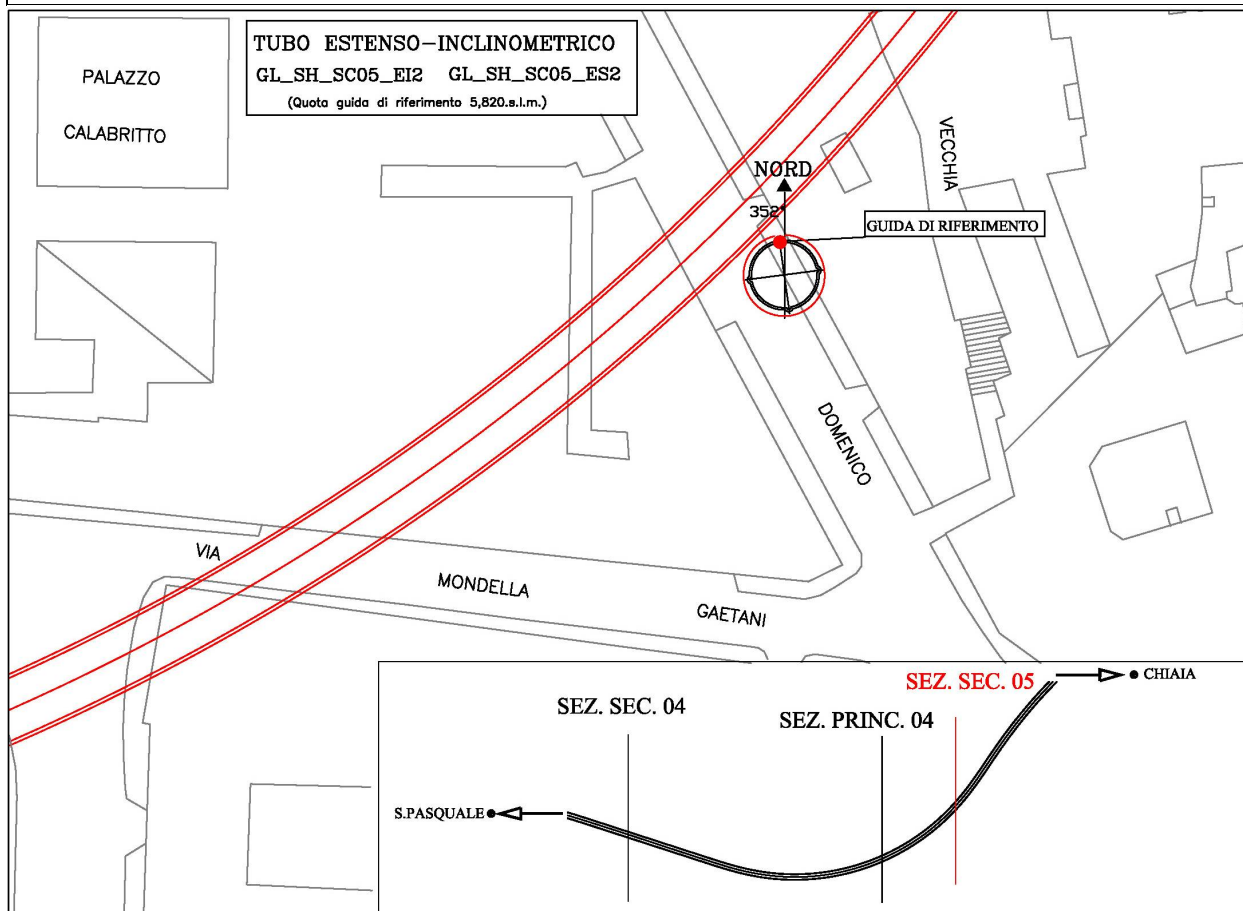 TUBO ESTENSO-INCLINOMETRICO
GL_SH_SC05_EI2 GL_SH_SC05_ES2
(Quota guida di riferimento 5,820.s.l.m.)
PALAZZO
CALABRITTO
VECCHIA
NORD
352°
GUIDA DI RIFERIMENTO
DOMENICO
VIA
MONDELLA
GAETANI
SEZ. SEC. 05
CHIAIA
SEZ. SEC. 04
SEZ. PRINC. 04
S.PASQUALE